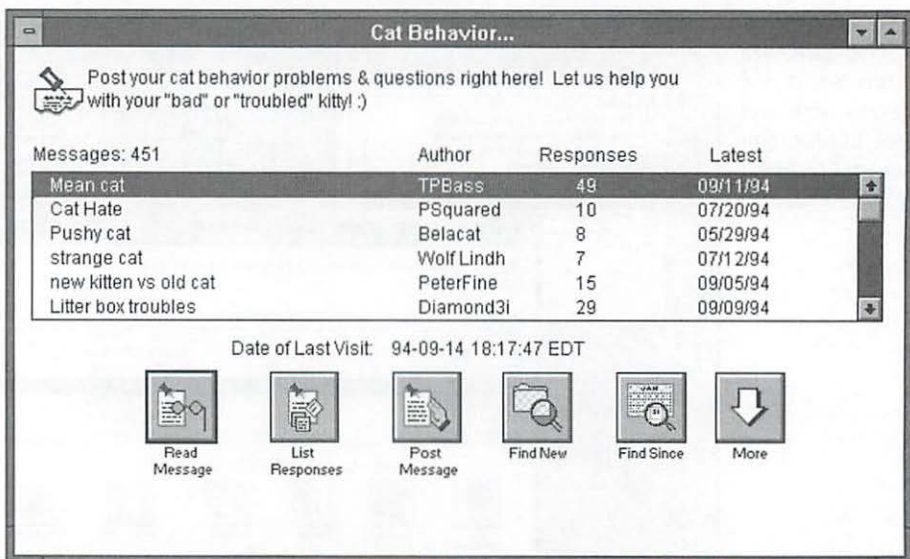 Cat Behavior...
Post your cat behavior problems & questions right here! Let us help you
with your "bad" or "troubled" kitty! :)
Messages: 451 Author Responses Latest
Mean cat TPBass 49 09/11/94
Cat Hate PSquared 10 07/20/94
Pushy cat Belacat 8 05/29/94
strange cat Wolf Lindh 7 07/12/94
new kitten vs old cat PeterFine 15 09/05/94
Litter box troubles Diamond3i 29 09/09/94
Date of Last Visit: 94-09-14 18:17:47 EDT
JAN
31
Read Message
List Responses
Post Message
Find New
Find Since
More